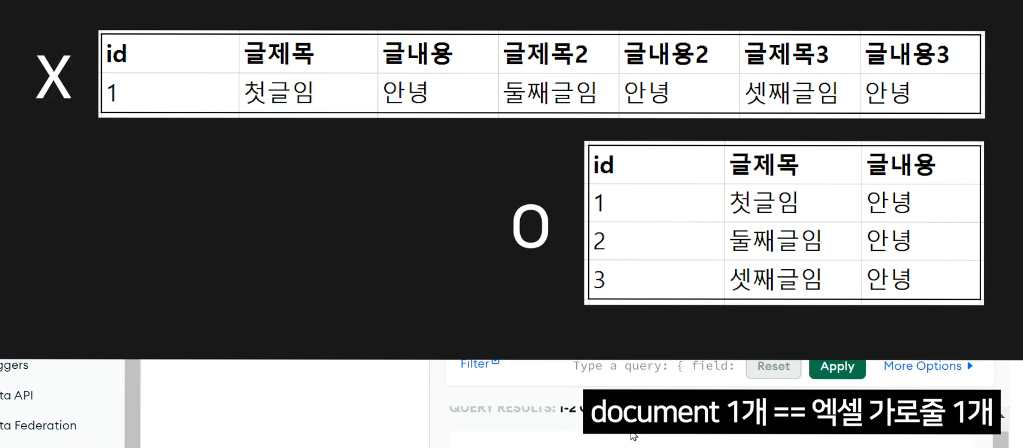 X
id 글제목 글내용 글제목2 글내용2 글제목3 글내용3
1 첫글임 안녕 둘째글임 안녕 셋째글임 안녕
O
id 글제목 글내용
1 첫글임 안녕
2 둘째글임 안녕
3 셋째글임 안녕
ggers
Filter Type a query: { field: Reset Apply More Options
ta API
QUERY RESULTS: 1-2
document 1개 == 엑셀 가로줄 1개
ta Federation